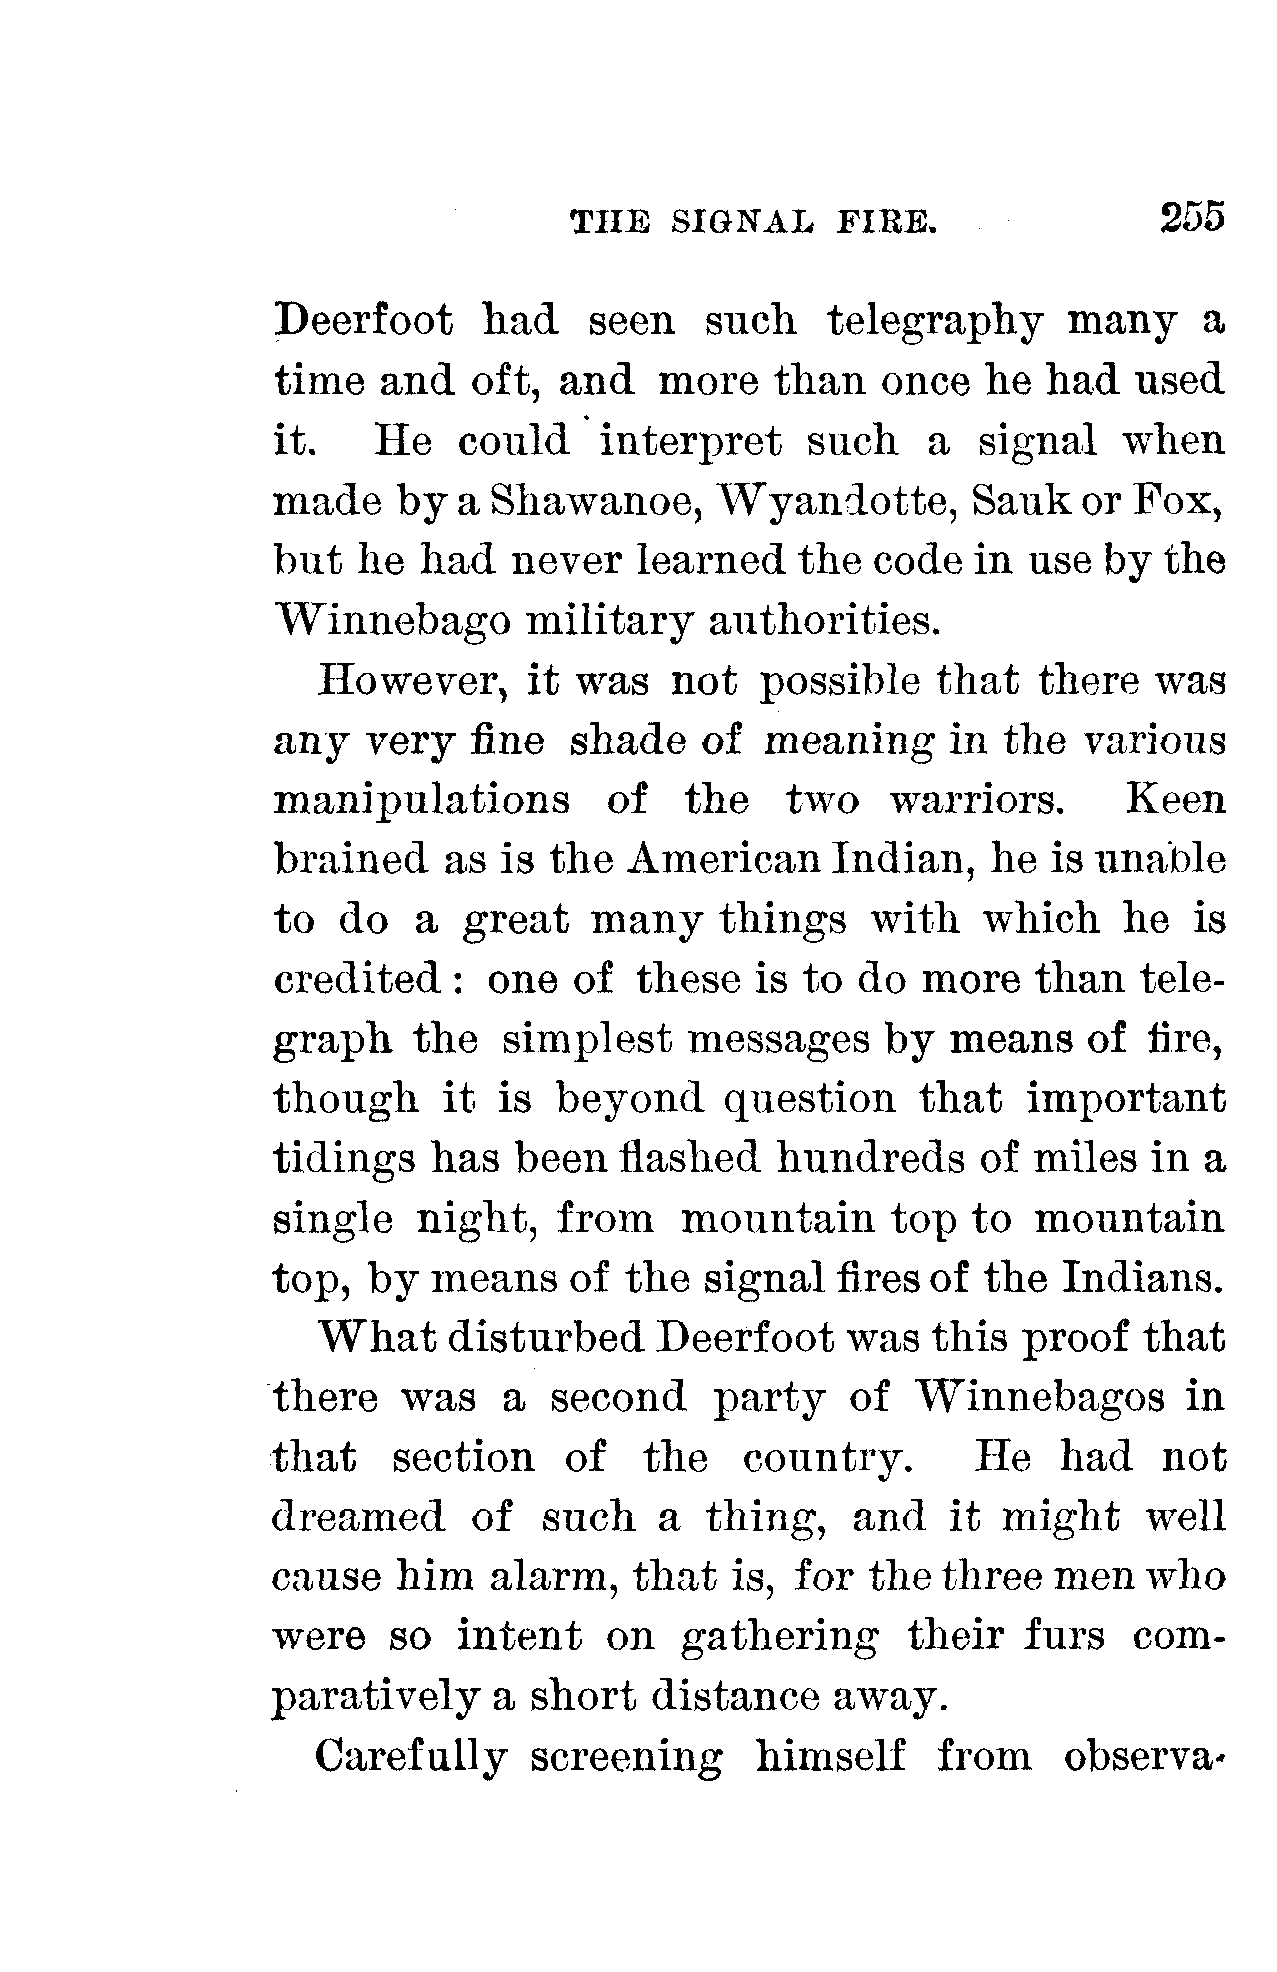 THE SIGNAL FIRE. 255
Deerfoot had seen such telegraphy many a
time and oft, and more than once he had used
it. He could interpret such a signal when
made by a Shawanoe, Wyandotte, Sauk or Fox,
but he had never learned the code in use by the
Winnebago military authorities.
However, it was not possible that there was
any very fine shade of meaning in the various
manipulations of the two warriors. Keen
brained as is the American Indian, he is unable
to do a great many things with which he is
credited : one of these is to do more than tele-
graph the simplest messages by means of fire,
though it is beyond question that important
tidings has been flashed hundreds of miles in a
single night, from mountain top to mountain
top, by means of the signal fires of the Indians.
What disturbed Deerfoot was this proof that
there was a second party of Winnebagos in
that section of the country. He had not
dreamed of such a thing, and it might well
cause him alarm, that is, for the three men who
were so intent on gathering their furs com-
paratively a short distance away.
Carefully screening himself from observa-